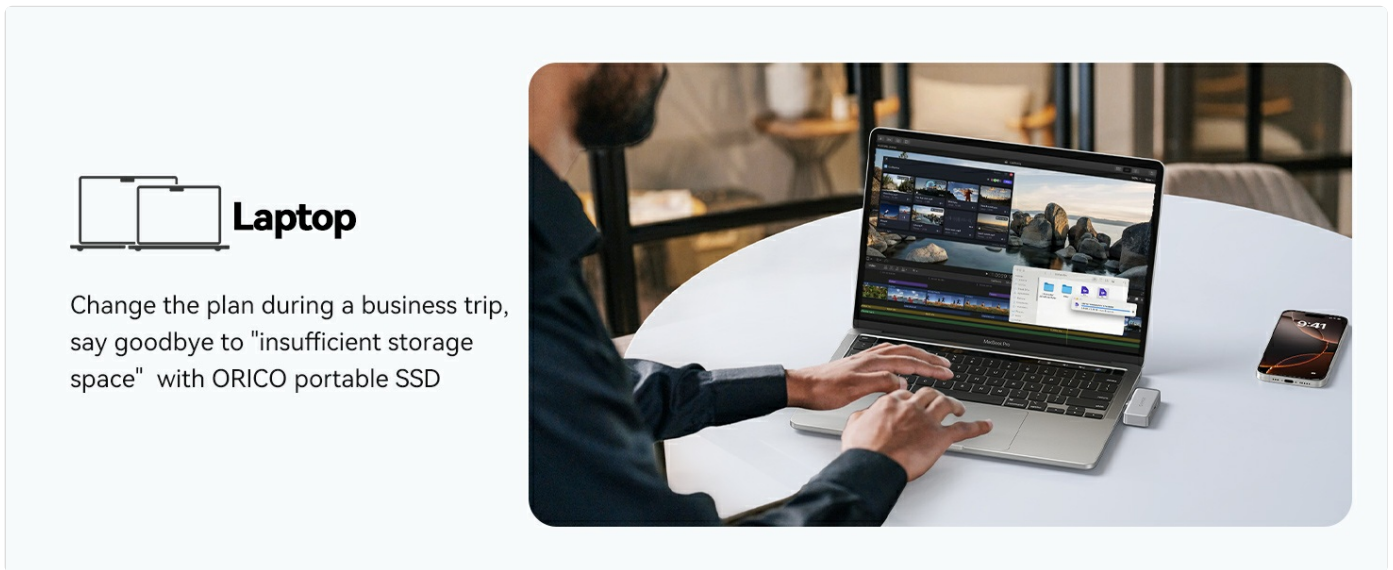 Laptop
Change the plan during a business trip,
say goodbye to "insufficient storage
space"  with ORICO portable SSD
MacBook Pro
9:41